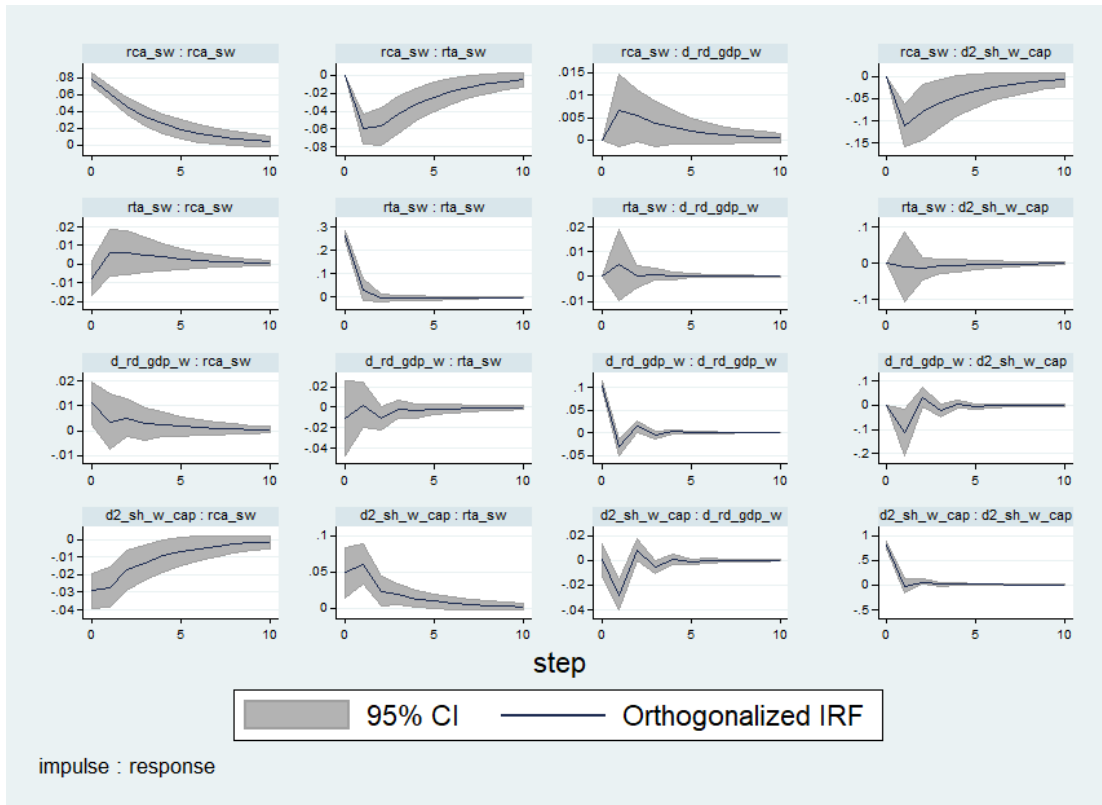 rca_sw : rca_sw
.08
.06
.04
.02
0
0 5 10
rca_sw : rta_sw
0
-.02
-.04
-.06
-.08
0 5 10
rca_sw : d_rd_gdp_w
.015
.01
.005
0
0 5 10
rca_sw : d2_sh_w_cap
0
-.05
-.1
-.15
0 5 10
rta_sw : rca_sw
.02
.01
0
-.01
-.02
0 5 10
rta_sw : rta_sw
.3
.2
.1
0
0 5 10
rta_sw : d_rd_gdp_w
.02
.01
0
-.01
0 5 10
rta_sw : d2_sh_w_cap
.1
0
-.1
0 5 10
d_rd_gdp_w : rca_sw
.02
.01
0
-.01
0 5 10
d_rd_gdp_w : rta_sw
.02
0
-.02
-.04
0 5 10
d_rd_gdp_w : d_rd_gdp_w
.1
.05
0
-.05
0 5 10
d_rd_gdp_w : d2_sh_w_cap
.1
0
-.1
-.2
0 5 10
d2_sh_w_cap : rca_sw
0
-.01
-.02
-.03
-.04
0 5 10
d2_sh_w_cap : rta_sw
.1
.05
0
0 5 10
d2_sh_w_cap : d_rd_gdp_w
.02
0
-.02
-.04
0 5 10
d2_sh_w_cap : d2_sh_w_cap
1
.5
0
-.5
0 5 10
step
95% CI Orthogonalized IRF
impulse : response